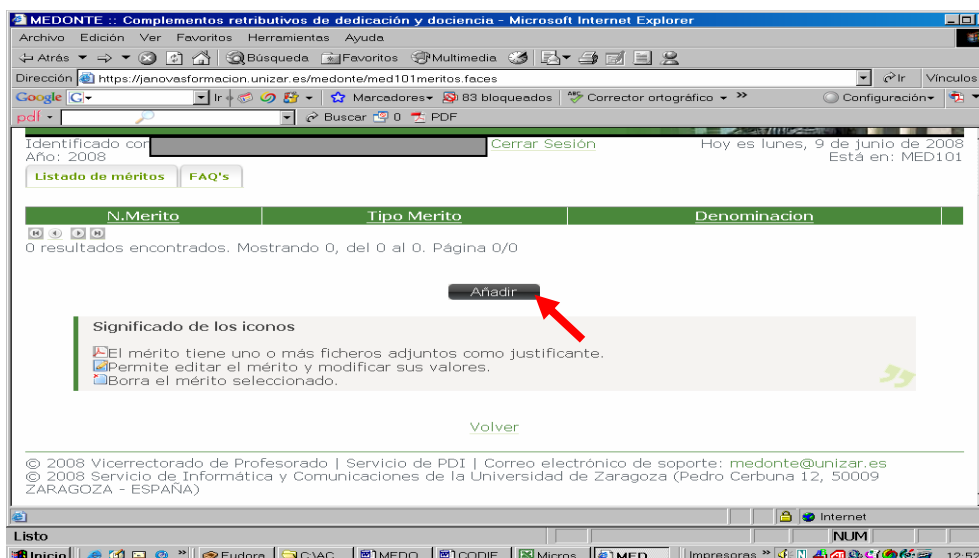 MEDONTE :: Complementos retributivos de dedicación y dociencia - Microsoft Internet Explorer
Archivo Edición Ver Favoritos Herramientas Ayuda
Atrás Búsqueda Favoritos Multimedia
Dirección https://janovasformacion.unizar.es/medonte/med101meritos.faces Ir Vínculos
Google G Ir Marcadores 83 bloqueados Corrector ortográfico » Configuración
pdf Buscar 0 PDF
Identificado con Cerrar Sesión Hoy es lunes, 9 de junio de 2008
Año: 2008 Está en: MED101
Listado de méritos FAQ's
N.Merito Tipo Merito Denominacion
0 resultados encontrados. Mostrando 0, del 0 al 0. Página 0/0
Añadir
Significado de los iconos
El mérito tiene uno o más ficheros adjuntos como justificante.
Permite editar el mérito y modificar sus valores.
Borra el mérito seleccionado.
Volver
© 2008 Vicerrectorado de Profesorado | Servicio de PDI | Correo electrónico de soporte: medonte@unizar.es
© 2008 Servicio de Informática y Comunicaciones de la Universidad de Zaragoza (Pedro Cerbuna 12, 50009
ZARAGOZA - ESPAÑA)
Internet
Listo NUM
Inicio » Eudora C:\AC MEDO Micros MED Impresoras »